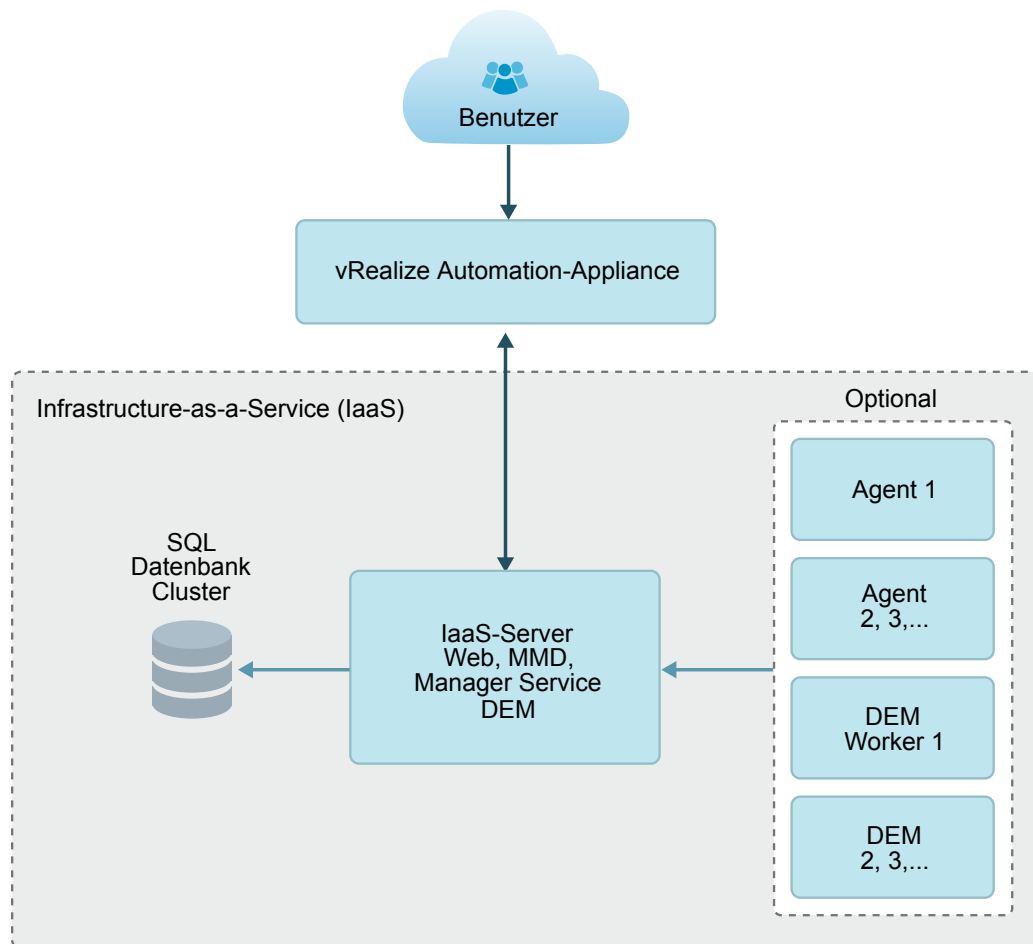 Benutzer
vRealize Automation-Appliance
Infrastructure-as-a-Service (IaaS)
Optional
Agent 1
Agent
2, 3,...
DEM
Worker 1
DEM
2, 3,...
SQL
Datenbank
Cluster
IaaS-Server
Web, MMD,
Manager Service
DEM